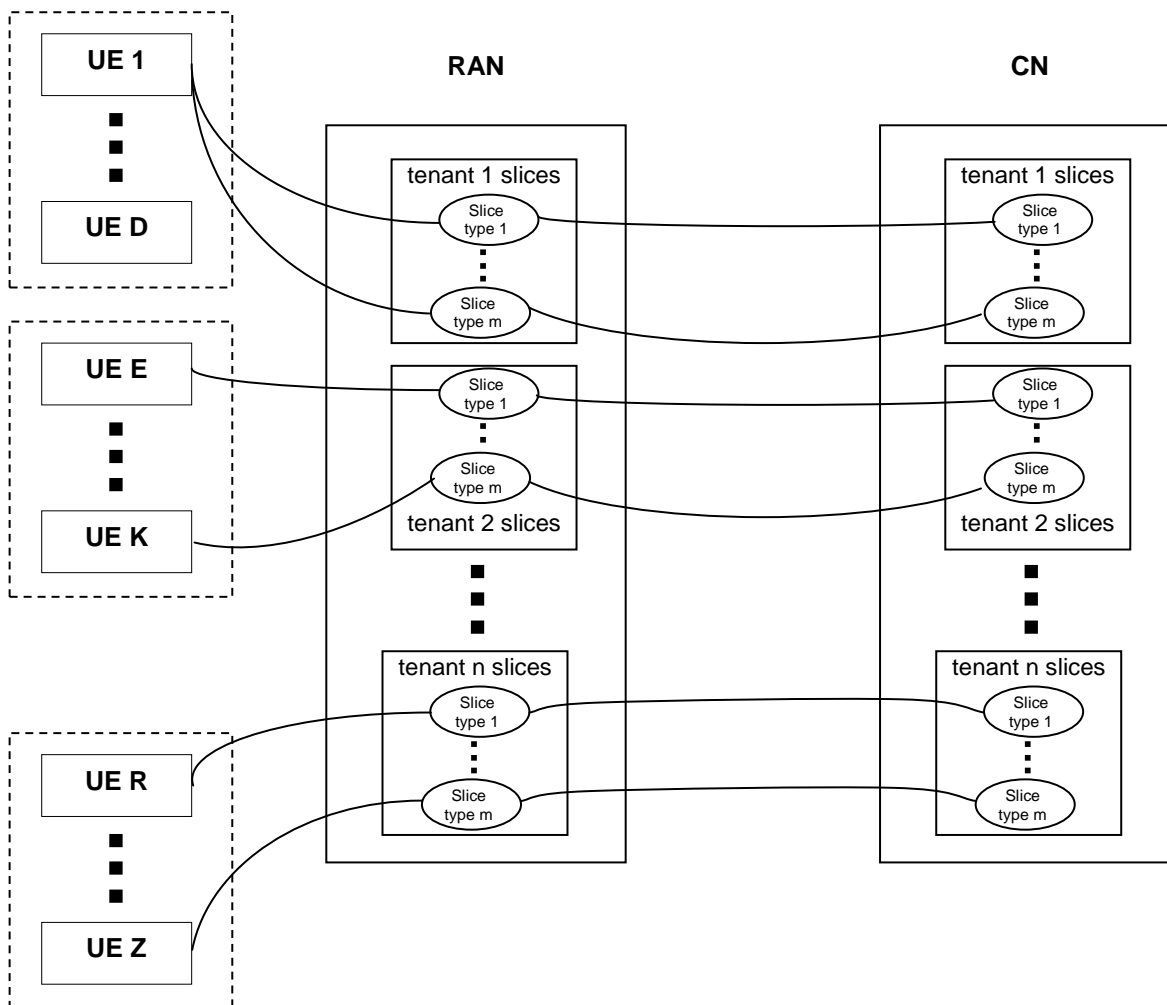 UE 1
UE D
UE E
UE K
UE R
UE Z
RAN
tenant 1 slices
Slice
type 1
Slice
type m
Slice
type 1
Slice
type m
tenant 2 slices
tenant n slices
Slice
type 1
Slice
type m
CN
tenant 1 slices
Slice
type 1
Slice
type m
Slice
type 1
Slice
type m
tenant 2 slices
tenant n slices
Slice
type 1
Slice
type m